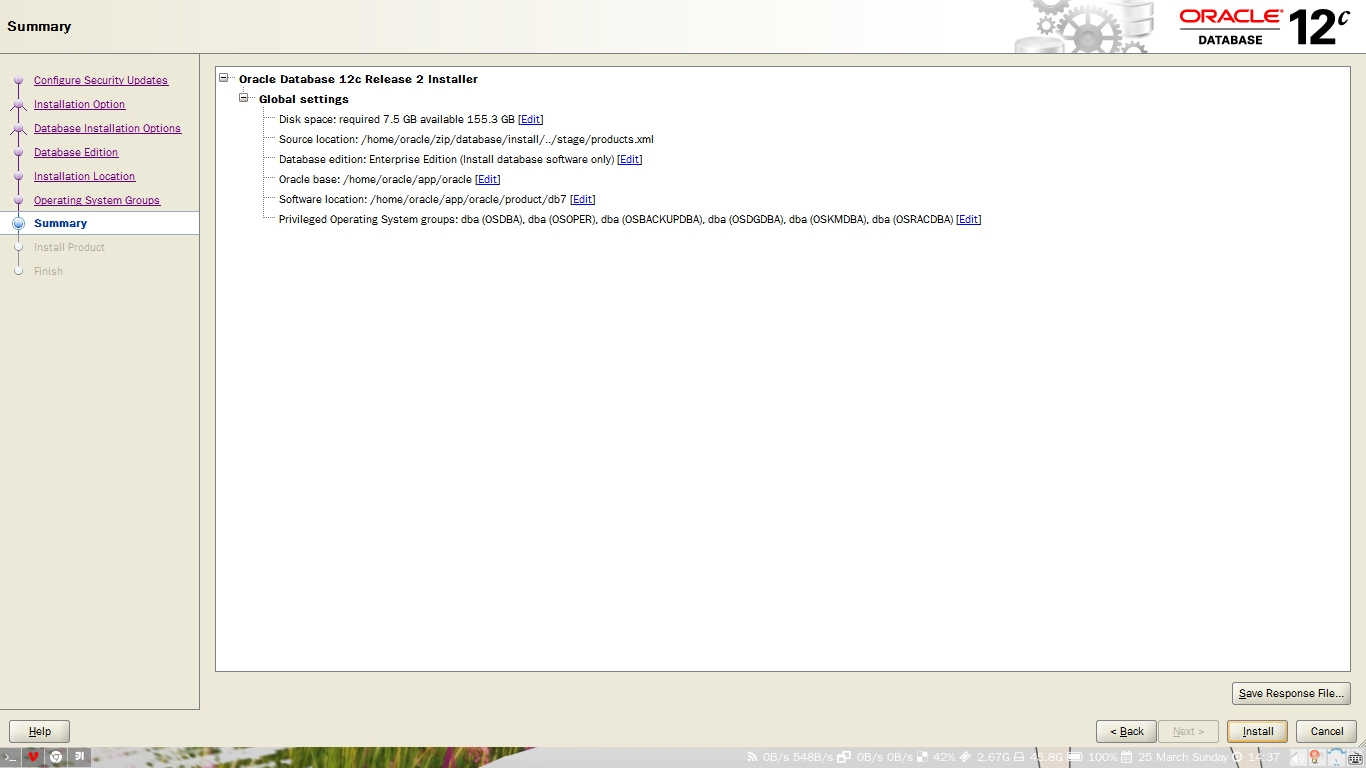 Summary
ORACLE®
DATABASE
12c
Configure Security Updates
Installation Option
Database Installation Options
Database Edition
Installation Location
Operating System Groups
Summary
Install Product
Finish
Oracle Database 12c Release 2 Installer
Global settings
Disk space: required 7.5 GB available 155.3 GB [Edit]
Source location: /home/oracle/zip/database/install/../stage/products.xml
Database edition: Enterprise Edition (Install database software only) [Edit]
Oracle base: /home/oracle/app/oracle [Edit]
Software location: /home/oracle/app/oracle/product/db7 [Edit]
Privileged Operating System groups: dba (OSDBA), dba (OSOPER), dba (OSBACKUPDBA), dba (OSDGDBA), dba (OSKMDBA), dba (OSRACDBA) [Edit]
Save Response File...
Help
< Back
Next >
Install
Cancel
0B/s 548B/s 0B/s 0B/s 42% 2.67G 45.8G 100% 25 March Sunday 14:37